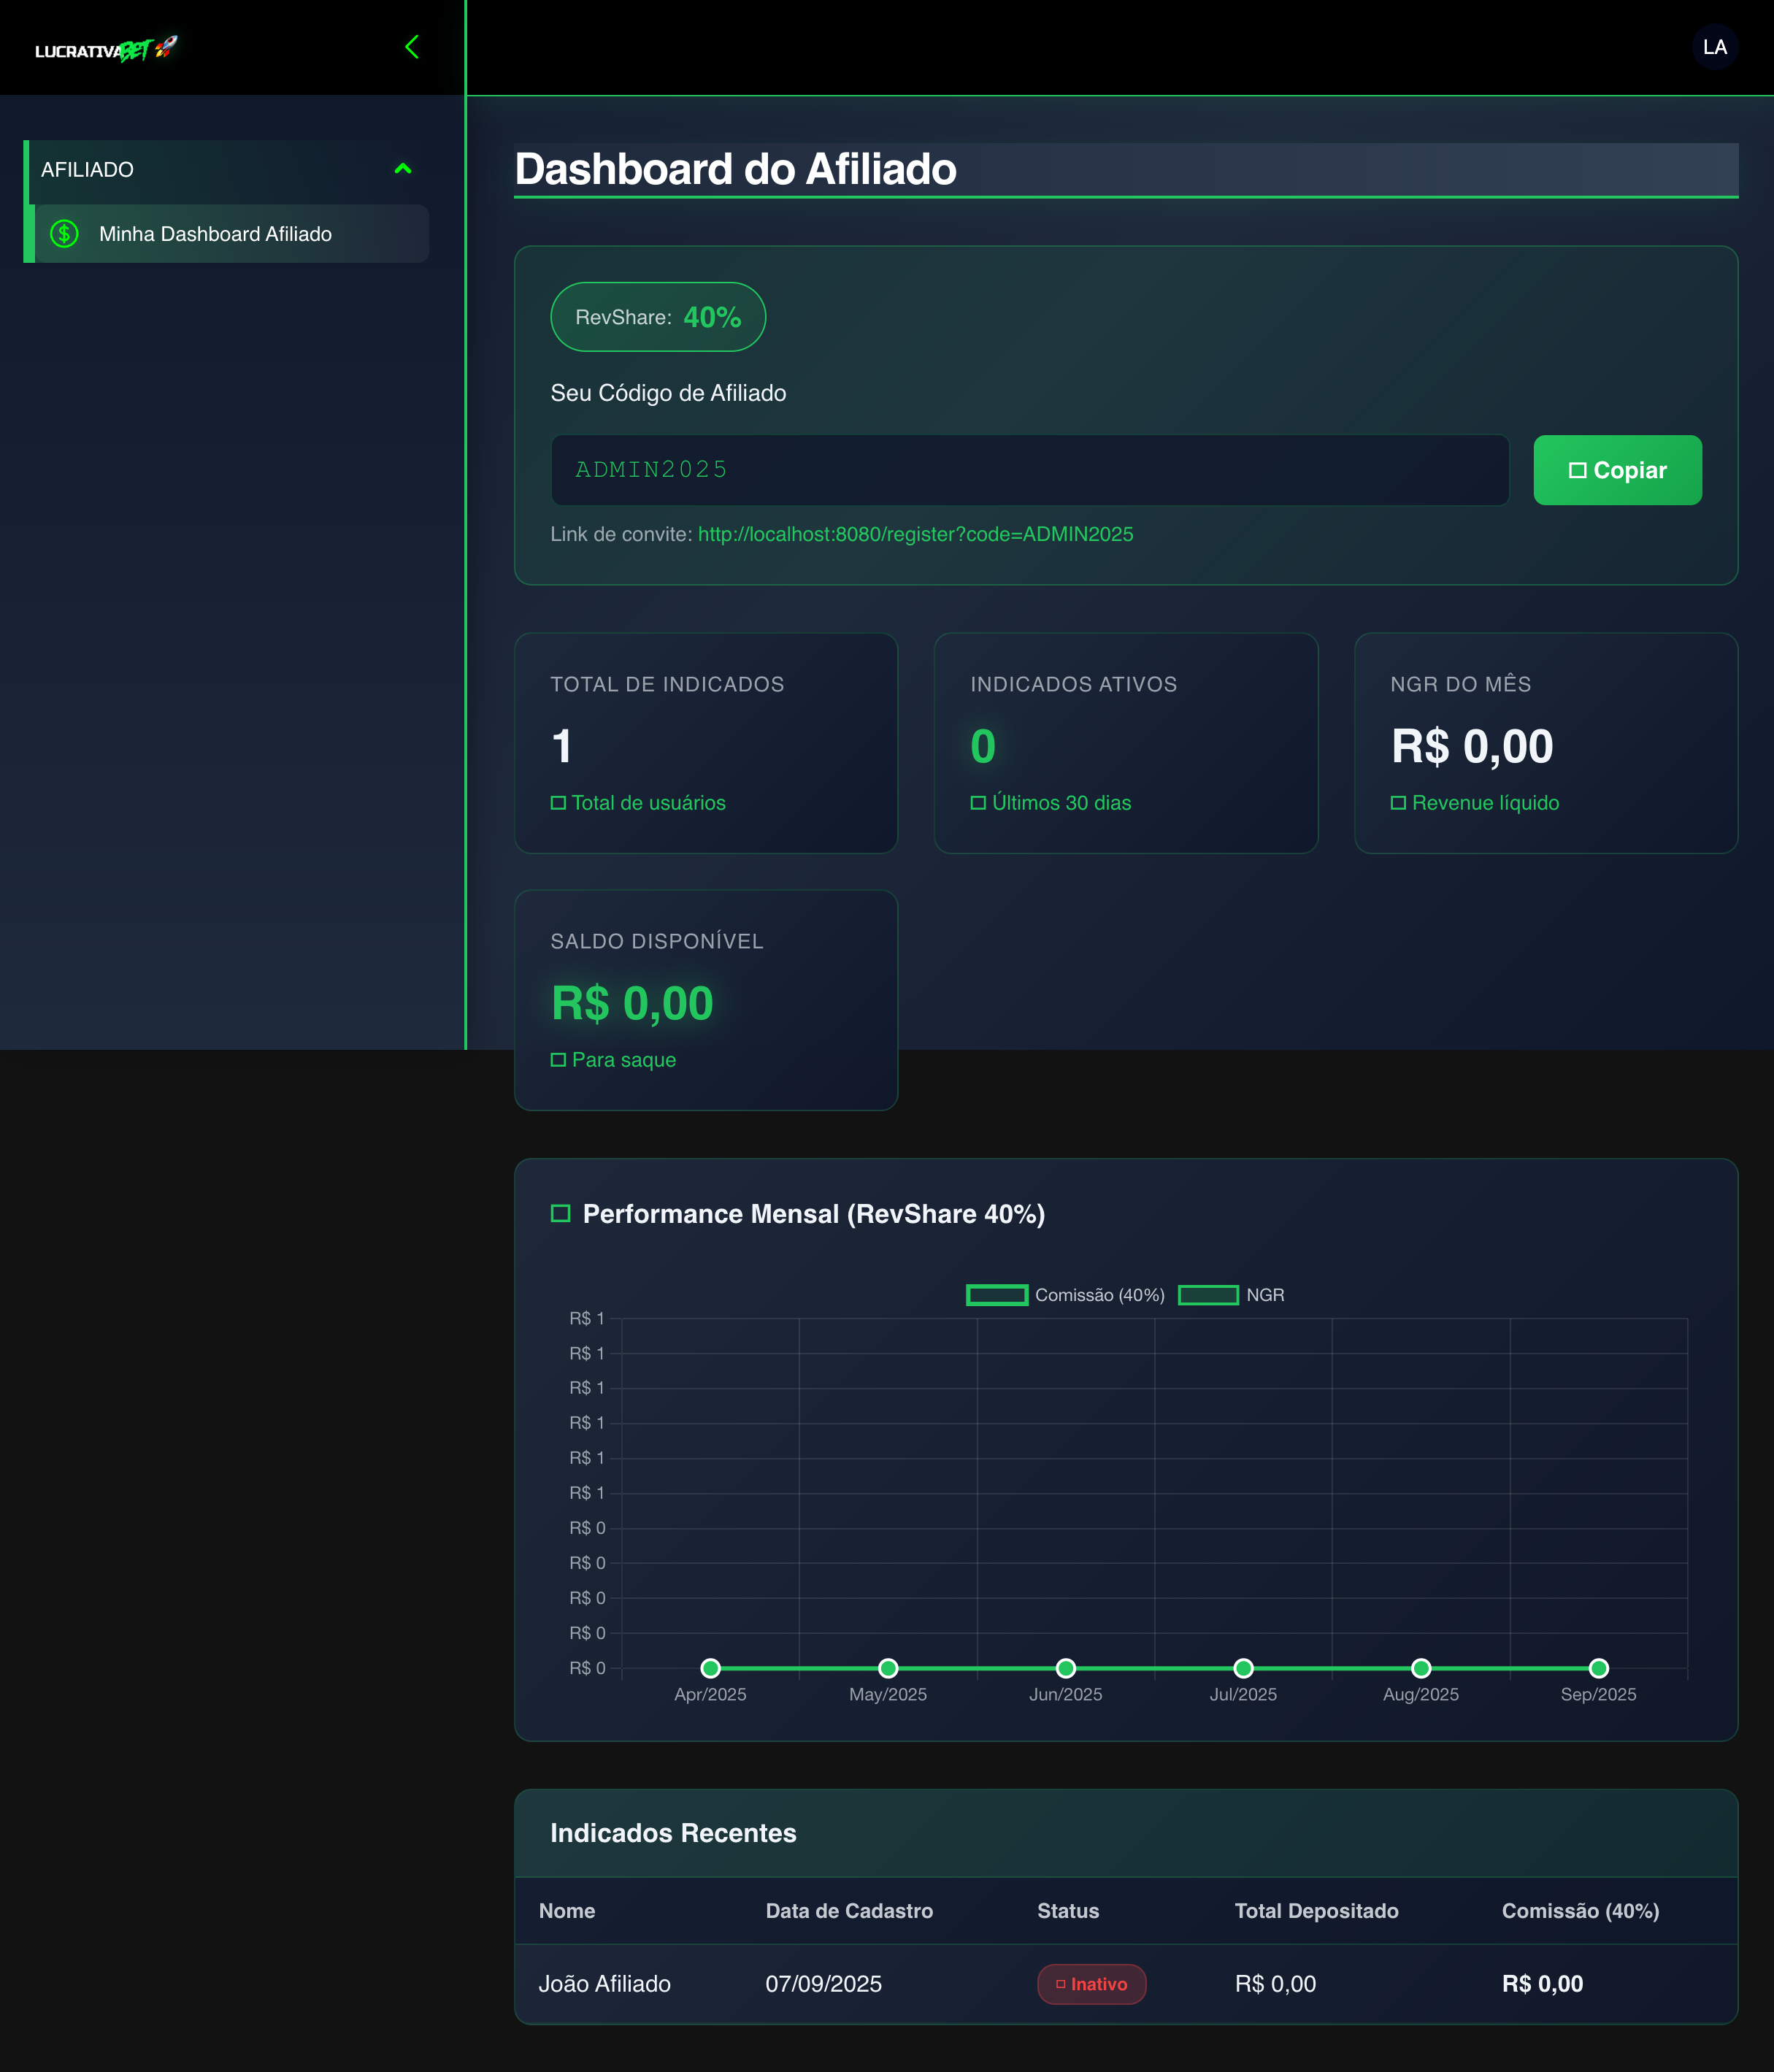 LUCRATIVABET
LA
AFILIADO
Minha Dashboard Afiliado
Dashboard do Afiliado
RevShare: 40%
Seu Código de Afiliado
ADMIN2025
Copiar
Link de convite: http://localhost:8080/register?code=ADMIN2025
TOTAL DE INDICADOS
1
Total de usuários
INDICADOS ATIVOS
0
Últimos 30 dias
NGR DO MÊS
R$ 0,00
Revenue líquido
SALDO DISPONÍVEL
R$ 0,00
Para saque
Performance Mensal (RevShare 40%)
Comissão (40%) NGR
R$ 1
R$ 1
R$ 1
R$ 1
R$ 1
R$ 1
R$ 0
R$ 0
R$ 0
R$ 0
R$ 0
Apr/2025 May/2025 Jun/2025 Jul/2025 Aug/2025 Sep/2025
Indicados Recentes
Nome Data de Cadastro Status Total Depositado Comissão (40%)
João Afiliado 07/09/2025 Inativo R$ 0,00 R$ 0,00